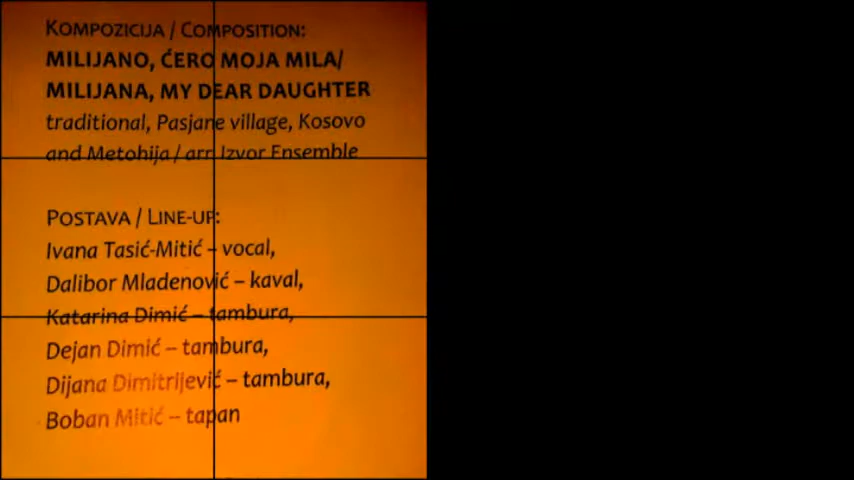 KOMPOZICIJA / COMPOSITION:
MILIJANO, ĆERO MOJA MILA/
MILIJANA, MY DEAR DAUGHTER
traditional, Pasjane village, Kosovo
and Metohija / arr. Izvor Ensemble
POSTAVA / LINE-UP:
Ivana Tasić-Mitić – vocal,
Dalibor Mladenović – kaval,
Katarina Dimić – tambura,
Dejan Dimić – tambura,
Dijana Dimitrijević – tambura,
Boban Mitić – tapan